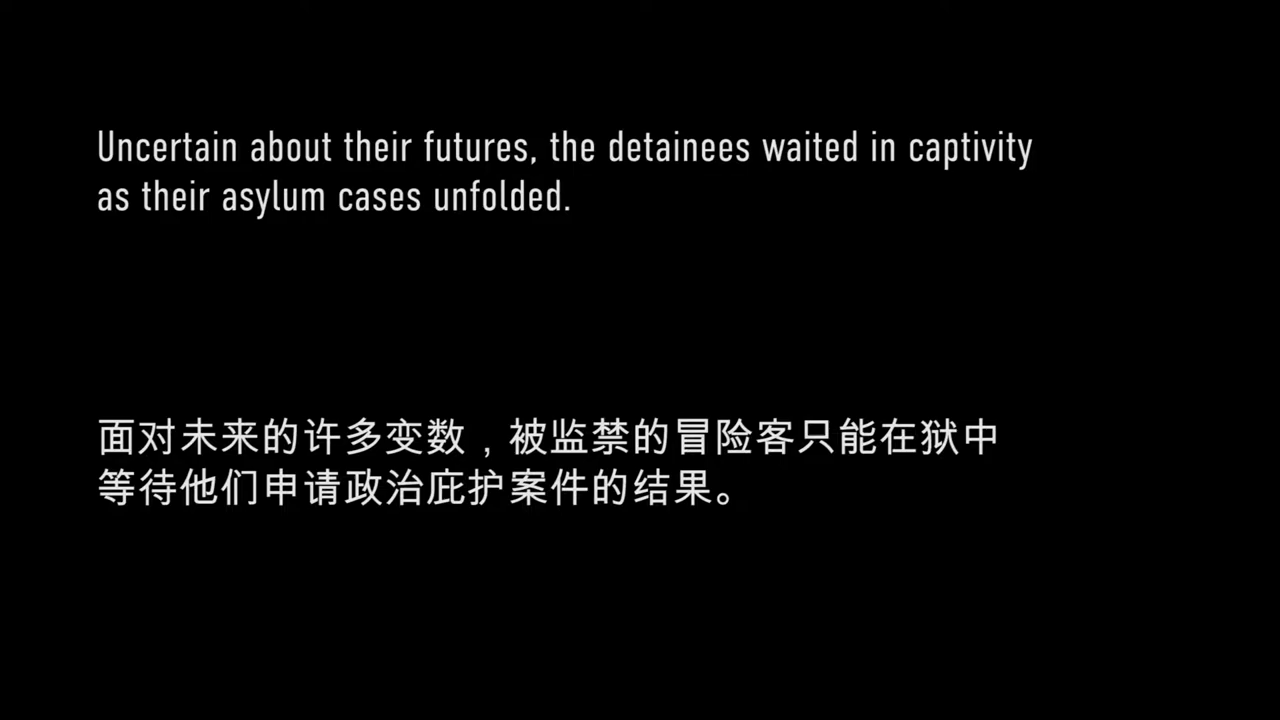 Uncertain about their futures, the detainees waited in captivity
as their asylum cases unfolded.
面对未来的许多变数，被监禁的冒险客只能在狱中
等待他们申请政治庇护案件的结果。